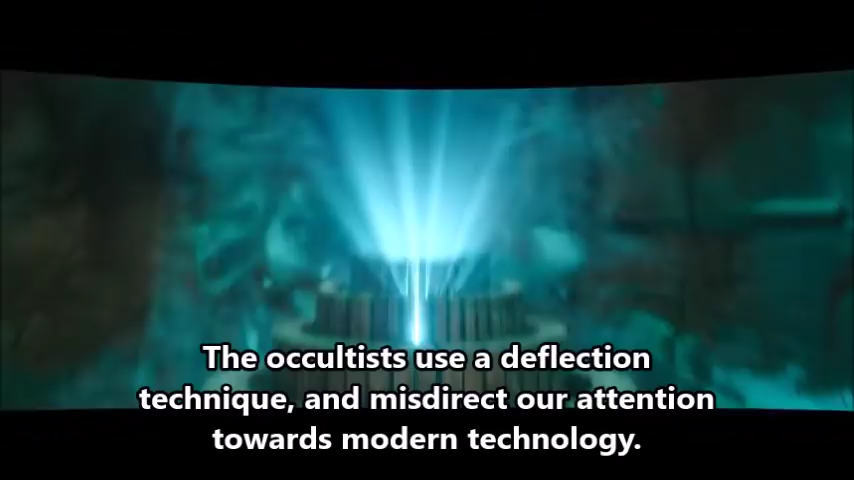 The occultists use a deflection
technique, and misdirect our attention
towards modern technology.